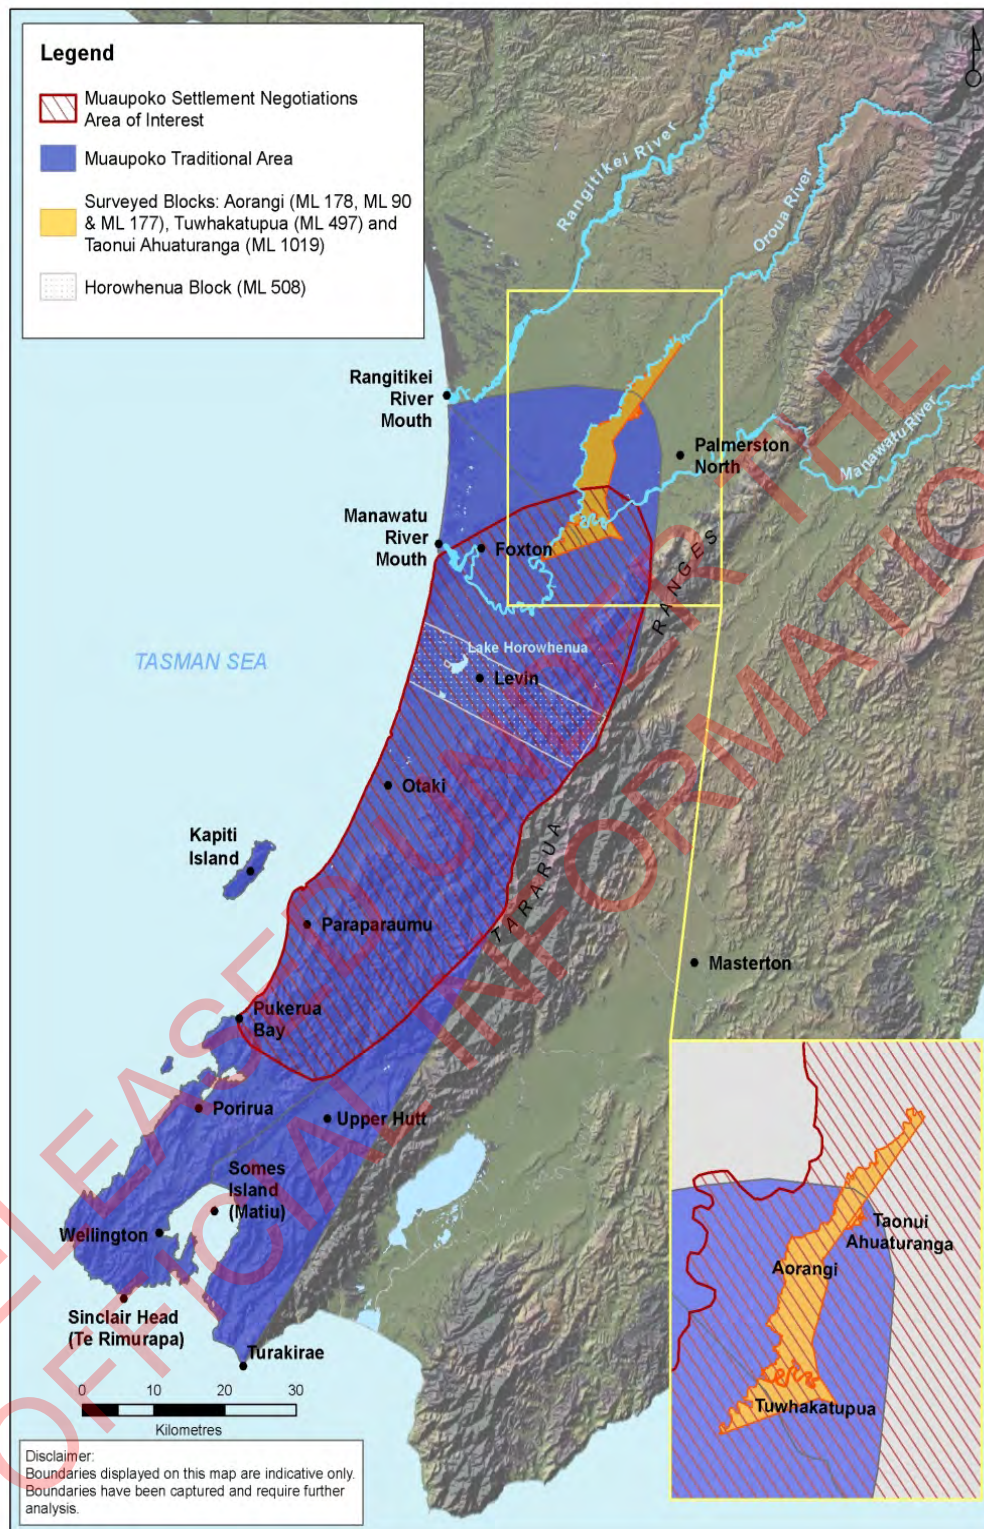 Legend
Muaupoko Settlement Negotiations
Area of Interest
Muaupoko Traditional Area
Surveyed Blocks: Aorangi (ML 178, ML 90
& ML 177), Tuwhakatupua (ML 497) and
Taonui Ahuaturanga (ML 1019)
Horowhenua Block (ML 508)
Rangitikei River
Oroua River
Rangitikei
River
Mouth
Palmerston
North
Manawatu River
Manawatu
River
Mouth
Foxton
TASMAN SEA
Lake Horowhenua
Levin
Otaki
Kapiti
Island
TARARUA RANGES
Paraparaumu
Masterton
Pukerua
Bay
Porirua
Upper Hutt
Somes
Island
(Matiu)
Wellington
Sinclair Head
(Te Rimurapa)
Turakirae
0 10 20 30
Kilometres
Disclaimer:
Boundaries displayed on this map are indicative only.
Boundaries have been captured and require further
analysis.
Taonui
Ahuaturanga
Aorangi
Tuwhakatupua
RELEASED UNDER THE
OFFICIAL INFORMATION